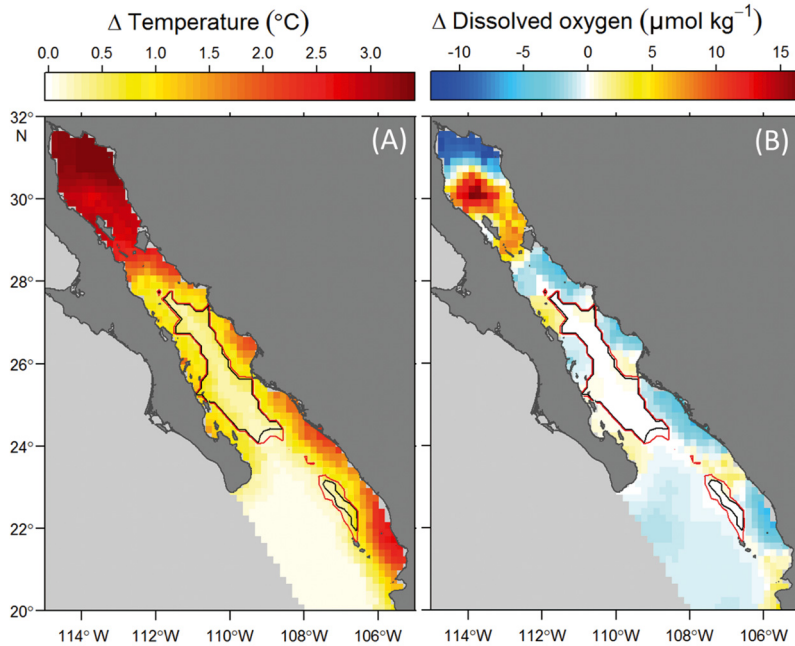 Δ Temperature (°C)
0.0 0.5 1.0 1.5 2.0 2.5 3.0
Δ Dissolved oxygen (µmol kg⁻¹)
-10 -5 0 5 10 15
32°
N
30°
28°
26°
24°
22°
20°
(A)
(B)
114° W 112° W 110° W 108° W 106° W
114° W 112° W 110° W 108° W 106° W